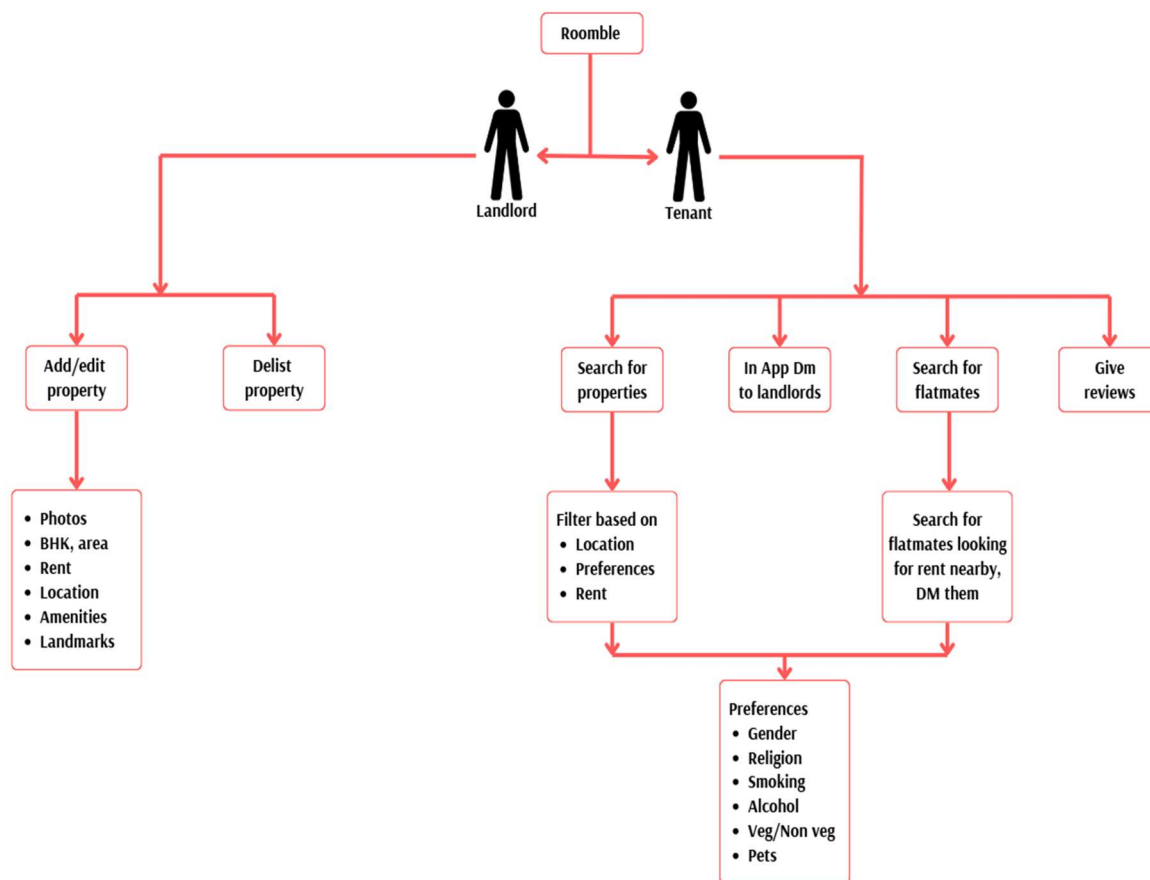 Roomble
Landlord
Tenant
Add/edit
property
Delist
property
Search for
properties
In App Dm
to landlords
Search for
flatmates
Give
reviews
• Photos
• BHK, area
• Rent
• Location
• Amenities
• Landmarks
Filter based on
• Location
• Preferences
• Rent
Search for
flatmates looking
for rent nearby,
DM them
Preferences
• Gender
• Religion
• Smoking
• Alcohol
• Veg/Non veg
• Pets